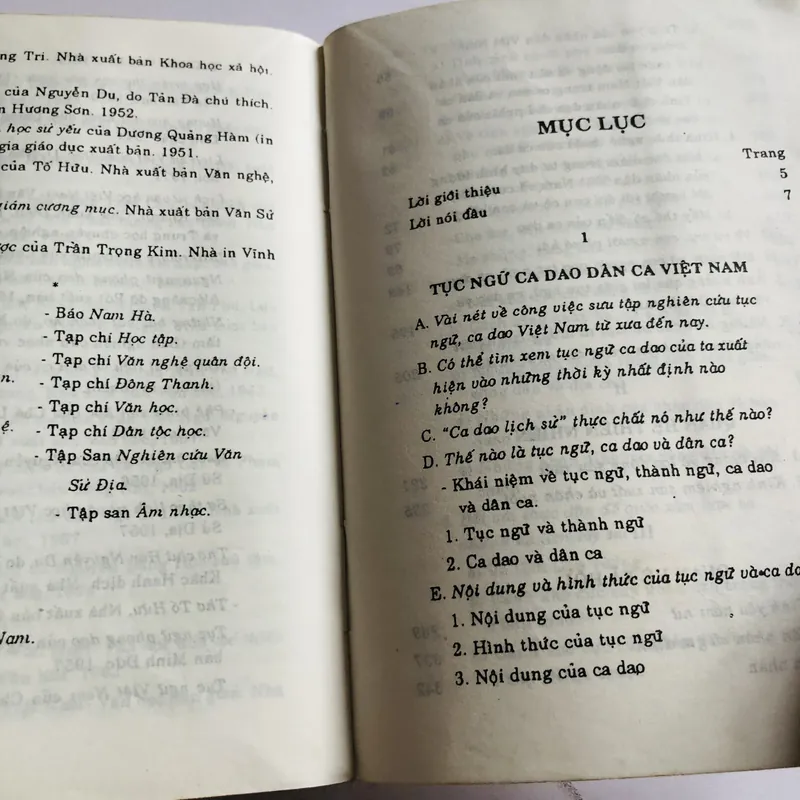 ng Tri. Nhà xuất bản Khoa học xã hội.
của Nguyễn Du, do Tản Đà chú thích.
n Hương Sơn. 1952.
học sử yếu của Dương Quảng Hàm (in
gia giáo dục xuất bản. 1951.
của Tố Hữu. Nhà xuất bản Văn nghệ,
giám cương mục. Nhà xuất bản Văn Sử
ợc của Trần Trọng Kim. Nhà in Vĩnh
*
- Báo Nam Hà.
- Tạp chí Học tập.
- Tạp chí Văn nghệ quân đội.
n.
- Tạp chí Đông Thanh.
- Tạp chí Văn học.
ệ.
- Tạp chí Dân tộc học.
- Tập San Nghiên cứu Văn
Sử Địa.
- Tập san Âm nhạc.
Nam.
MỤC LỤC
Trang
Lời giới thiệu 5
Lời nói đầu 7
1
TỤC NGỮ CA DAO DÂN CA VIỆT NAM
A. Vài nét về công việc sưu tập nghiên cứu tục
ngữ, ca dao Việt Nam từ xưa đến nay.
B. Có thể tìm xem tục ngữ ca dao của ta xuất
hiện vào những thời kỳ nhất định nào
không?
C. "Ca dao lịch sử" thực chất nó như thế nào?
D. Thế nào là tục ngữ, ca dao và dân ca?
- Khái niệm về tục ngữ, thành ngữ, ca dao
và dân ca.
1. Tục ngữ và thành ngữ
2. Ca dao và dân ca
E. Nội dung và hình thức của tục ngữ và ca dao
1. Nội dung của tục ngữ
2. Hình thức của tục ngữ
3. Nội dung của ca dao